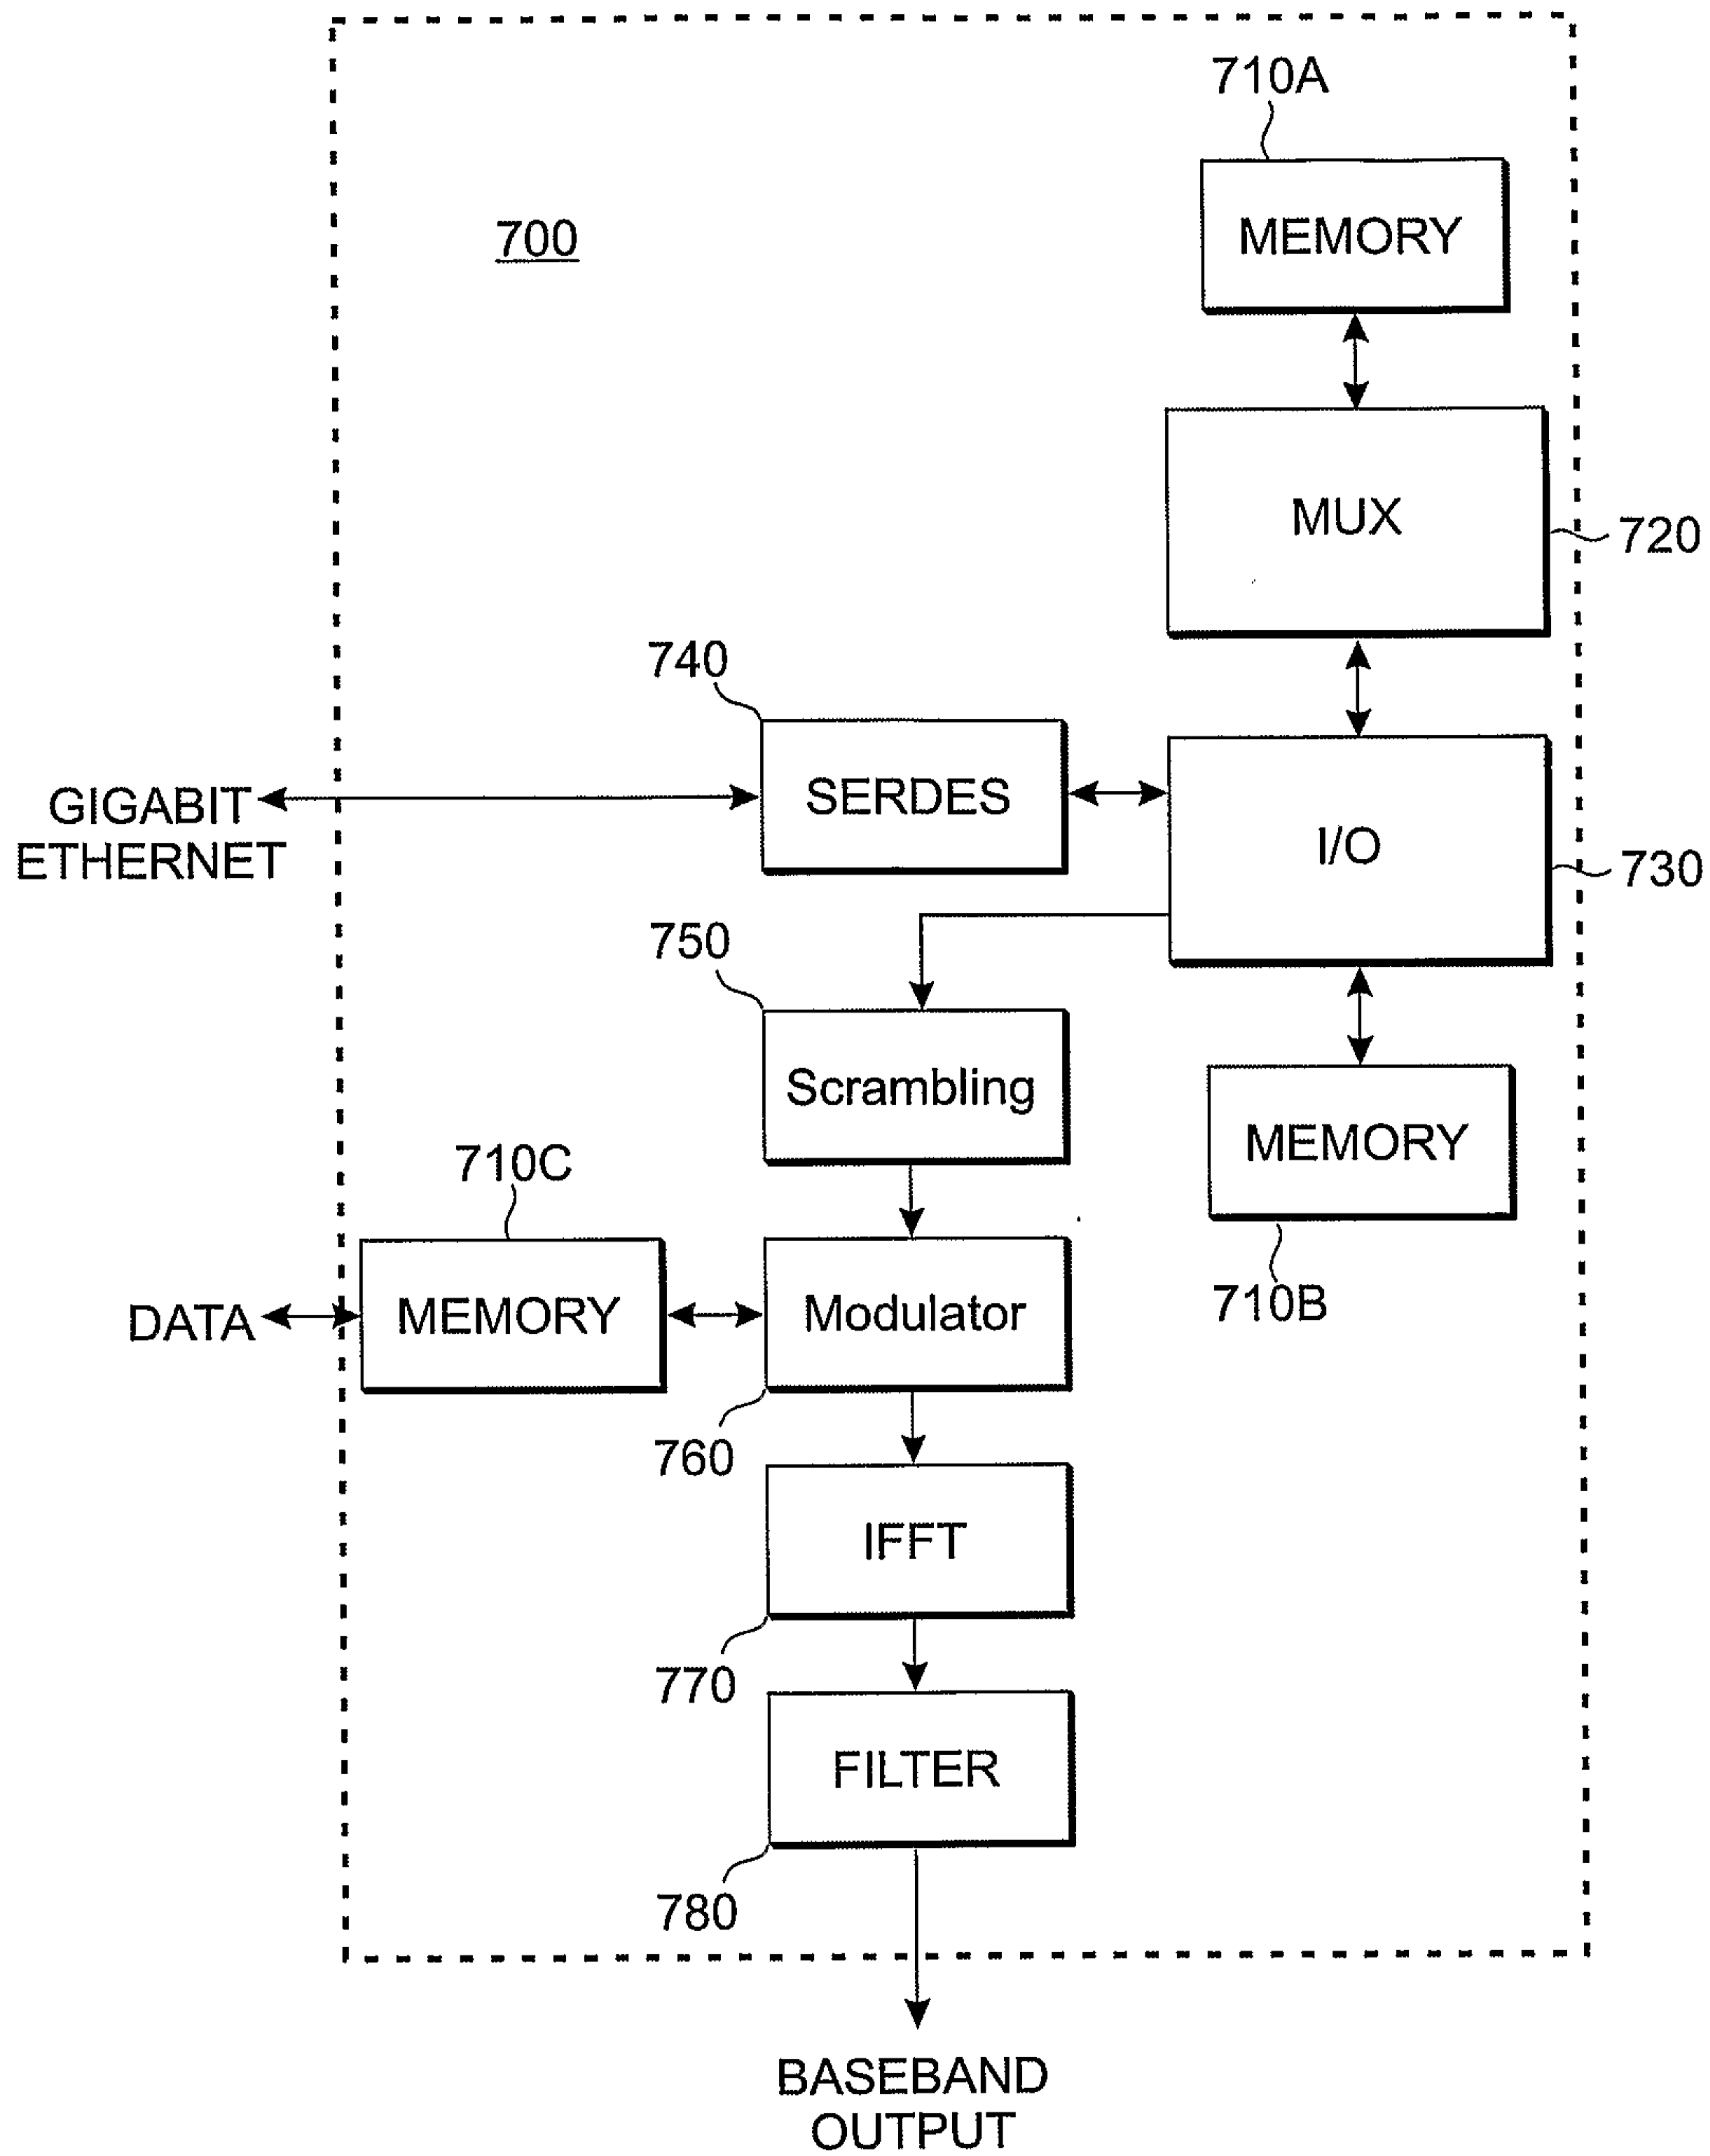 710A
MEMORY
700
MUX
720
740
SERDES
GIGABIT
ETHERNET
I/O
730
750
Scrambling
710C
MEMORY
710B
DATA
MEMORY
Modulator
760
IFFT
770
FILTER
780
BASEBAND
OUTPUT